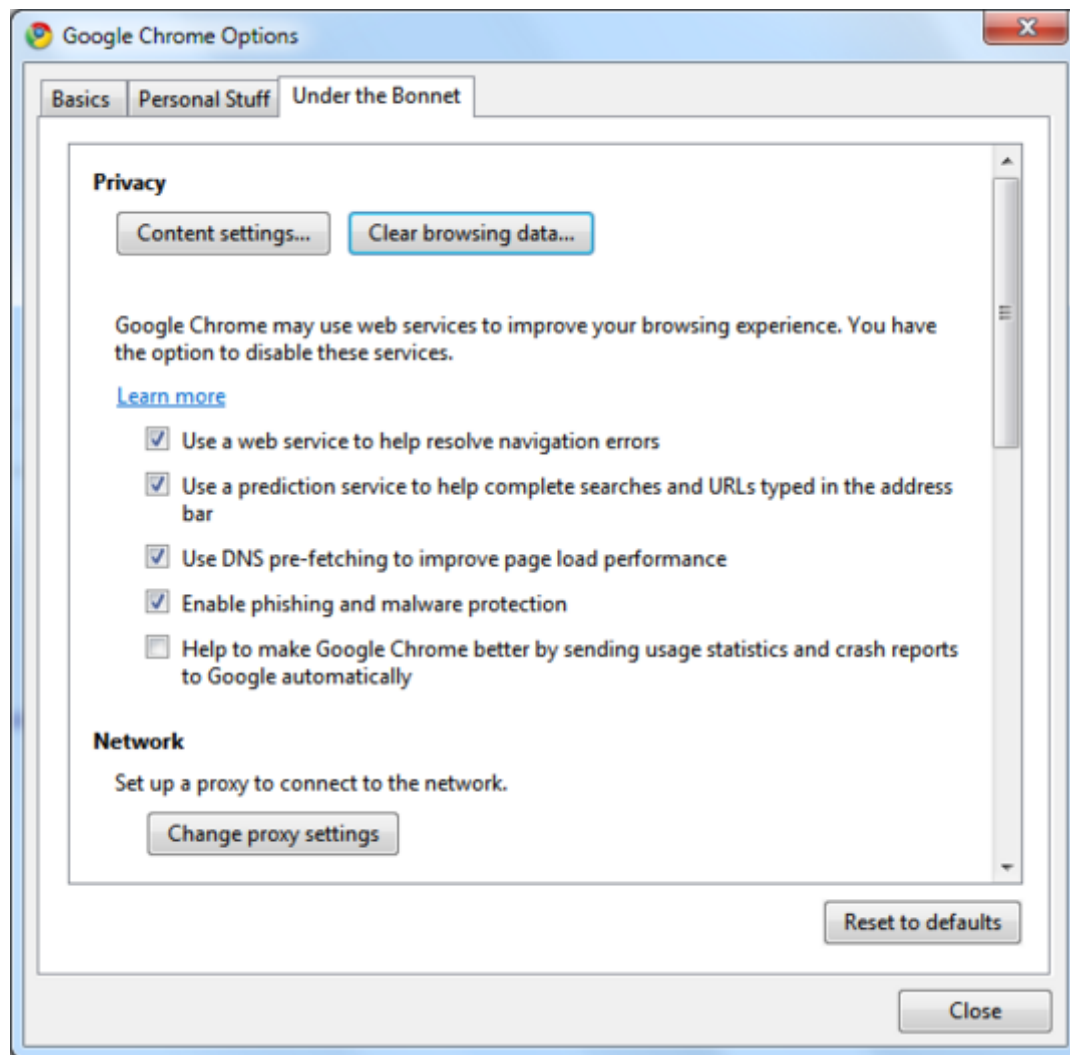 Google Chrome Options
Basics Personal Stuff Under the Bonnet
Privacy
Content settings... Clear browsing data...
Google Chrome may use web services to improve your browsing experience. You have
the option to disable these services.
Learn more
Use a web service to help resolve navigation errors
Use a prediction service to help complete searches and URLs typed in the address
bar
Use DNS pre-fetching to improve page load performance
Enable phishing and malware protection
Help to make Google Chrome better by sending usage statistics and crash reports
to Google automatically
Network
Set up a proxy to connect to the network.
Change proxy settings
Reset to defaults
Close